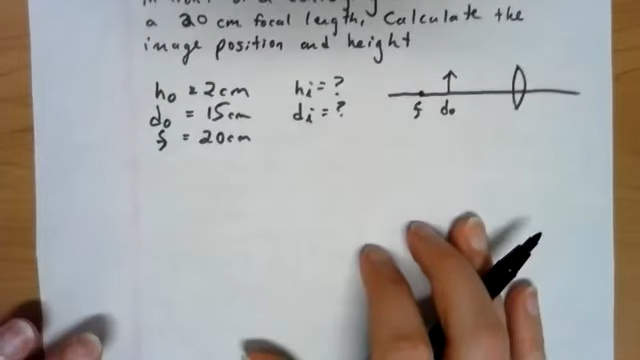 a 20 cm focal length, Calculate the
image position and height
ho = 2cm hi = ?
do = 15cm di = ?
f = 20cm
f do